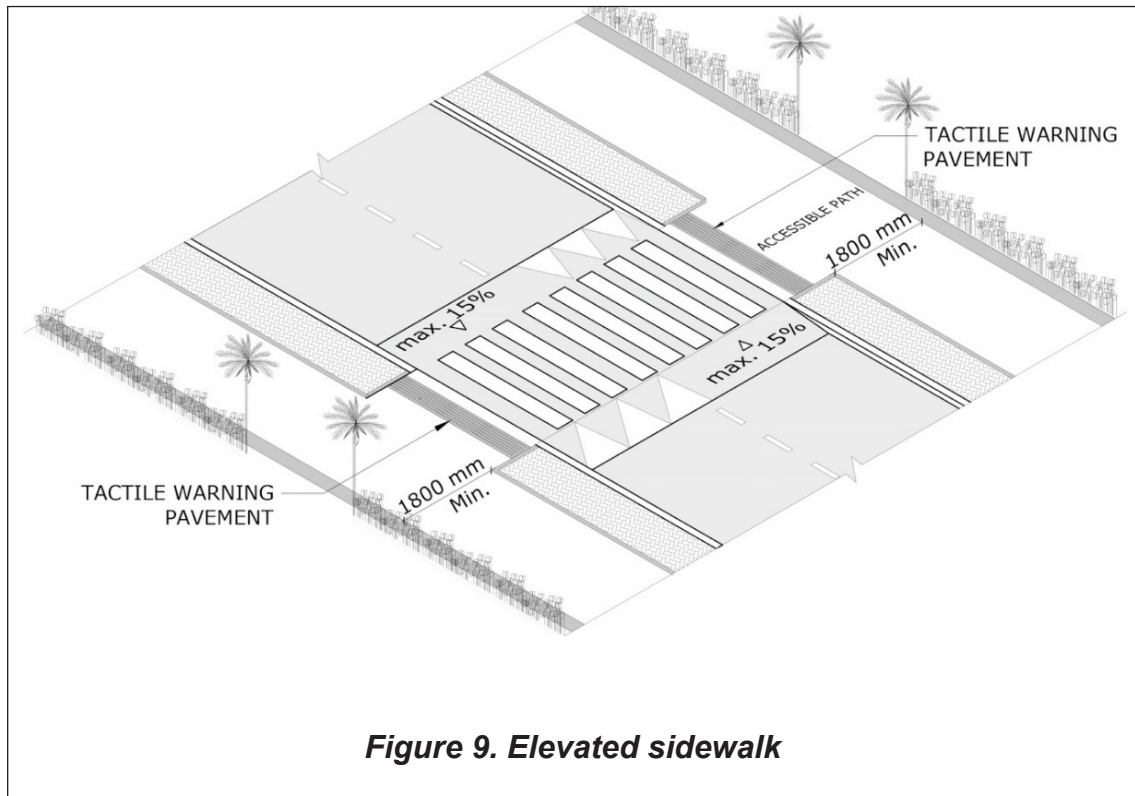 TACTILE WARNING
PAVEMENT
ACCESSIBLE PATH
1800 mm
Min.
max. 15%
max. 15%
1800 mm
Min.
TACTILE WARNING
PAVEMENT
Figure 9. Elevated sidewalk